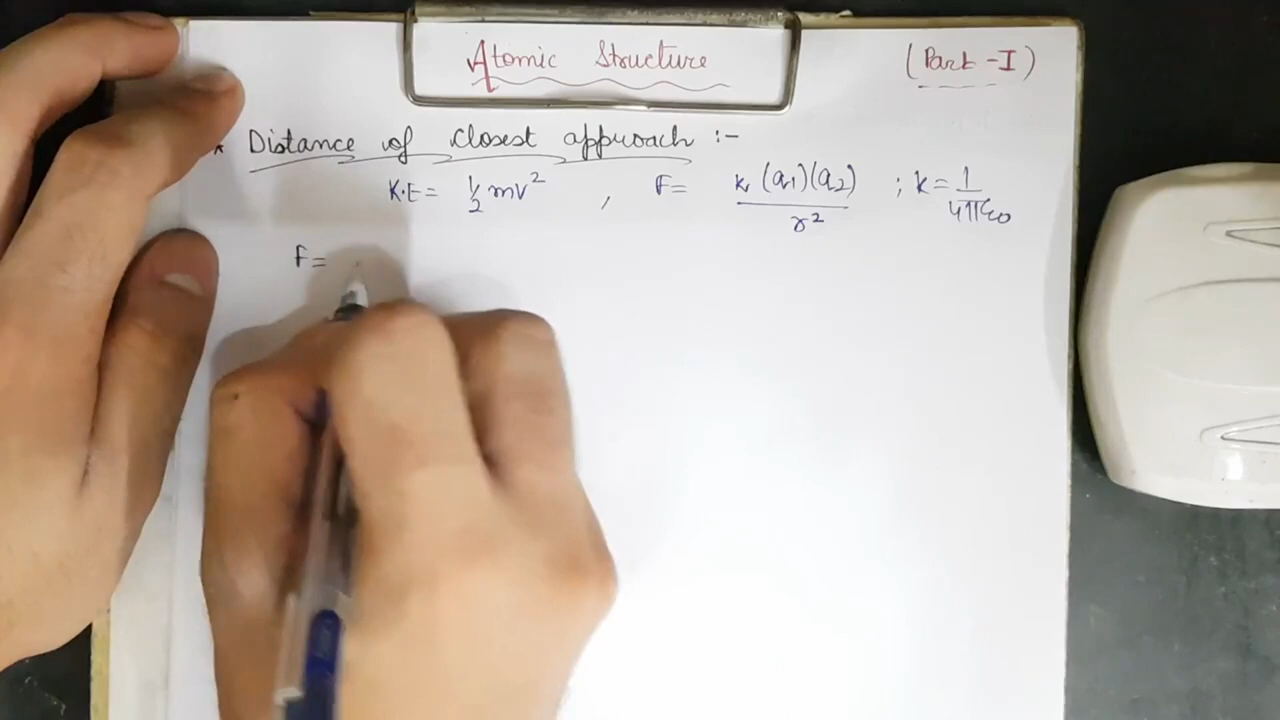 Atomic Structure (Part-I)
* Distance of closest approach :-
K.E = 1/2 mv², F = k (q1)(q2)/r² ; k = 1/4πε0
F =